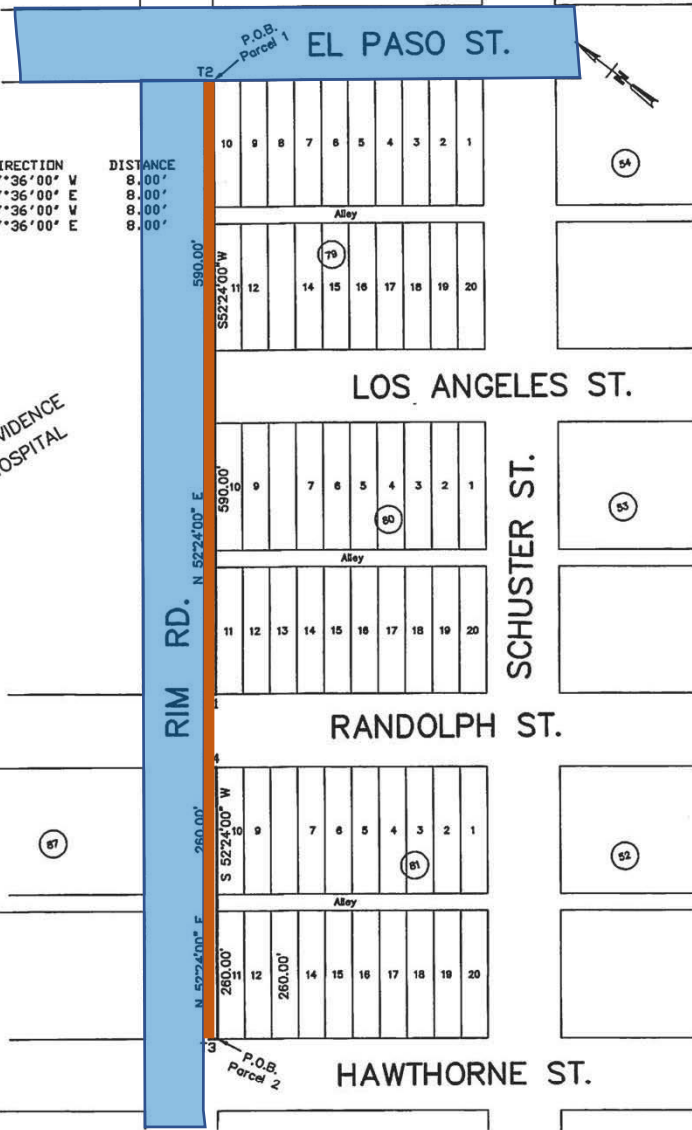 P.O.B.
Parcel 1
EL PASO ST.
T2
N
IRECTION DISTANCE
7°36'00" W 8.00'
7°36'00" E 8.00'
7°36'00" W 8.00'
7°36'00" E 8.00'
10 9 8 7 6 5 4 3 2 1
54
Alley
79
590.00'
S52°24'00"W
11 12 14 15 16 17 18 19 20
LOS ANGELES ST.
VIDENCE
OSPITAL
590.00'
10 9 7 6 5 4 3 2 1
80
53
N 52°24'00" E
Alley
SCHUSTER ST.
RIM RD.
11 12 13 14 15 16 17 18 19 20
1
RANDOLPH ST.
4
260.00'
S 52°24'00" W
10 9 7 6 5 4 3 2 1
87
81
52
Alley
N 52°24'00" E
260.00'
11 12 14 15 16 17 18 19 20
260.00'
T3
P.O.B.
Parcel 2
HAWTHORNE ST.